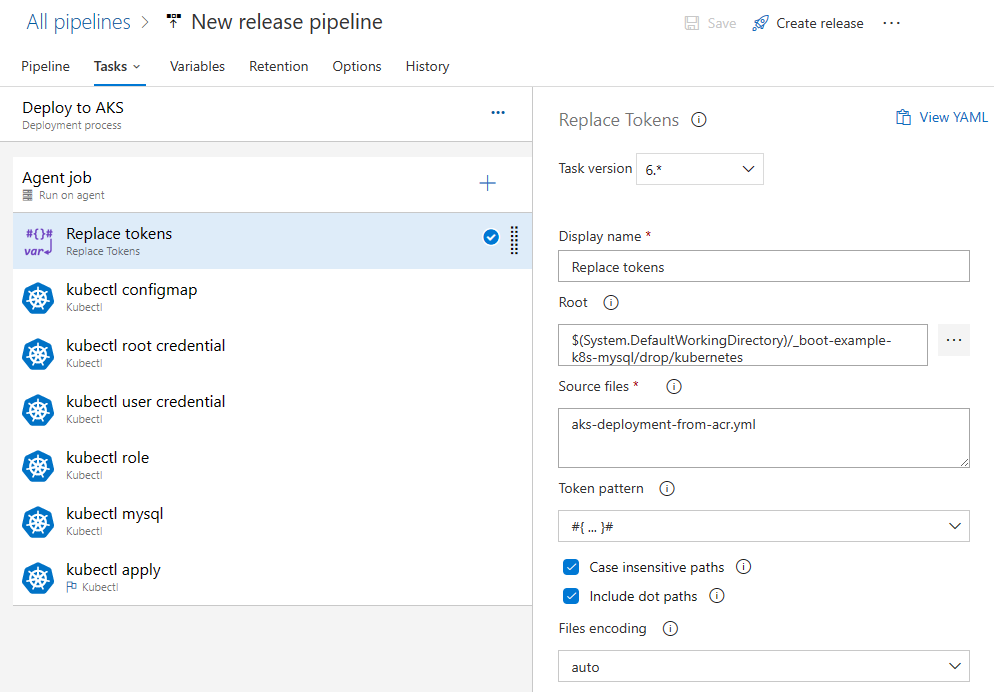 All pipelines > New release pipeline
Save
Create release
...
Pipeline
Tasks
Variables
Retention
Options
History
Deploy to AKS
Deployment process
...
Agent job
Run on agent
+
#{}#
var
Replace tokens
Replace Tokens
kubectl configmap
Kubectl
kubectl root credential
Kubectl
kubectl user credential
Kubectl
kubectl role
Kubectl
kubectl mysql
Kubectl
kubectl apply
Kubectl
Replace Tokens
View YAML
Task version
6.*
Display name *
Replace tokens
Root
$(System.DefaultWorkingDirectory)/_boot-example-
k8s-mysql/drop/kubernetes
...
Source files *
aks-deployment-from-acr.yml
Token pattern
#{ ... }#
Case insensitive paths
Include dot paths
Files encoding
auto